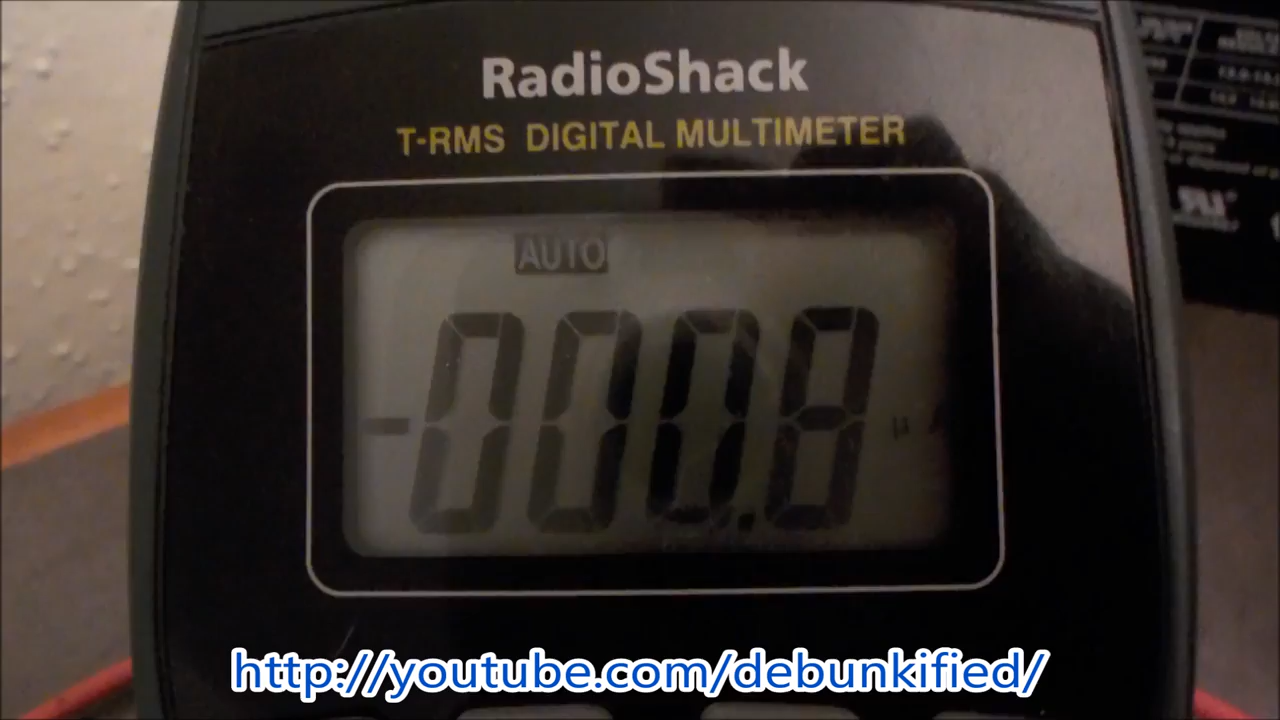 RadioShack
T-RMS DIGITAL MULTIMETER
AUTO
-000.8
µ
http://youtube.com/debunkified/